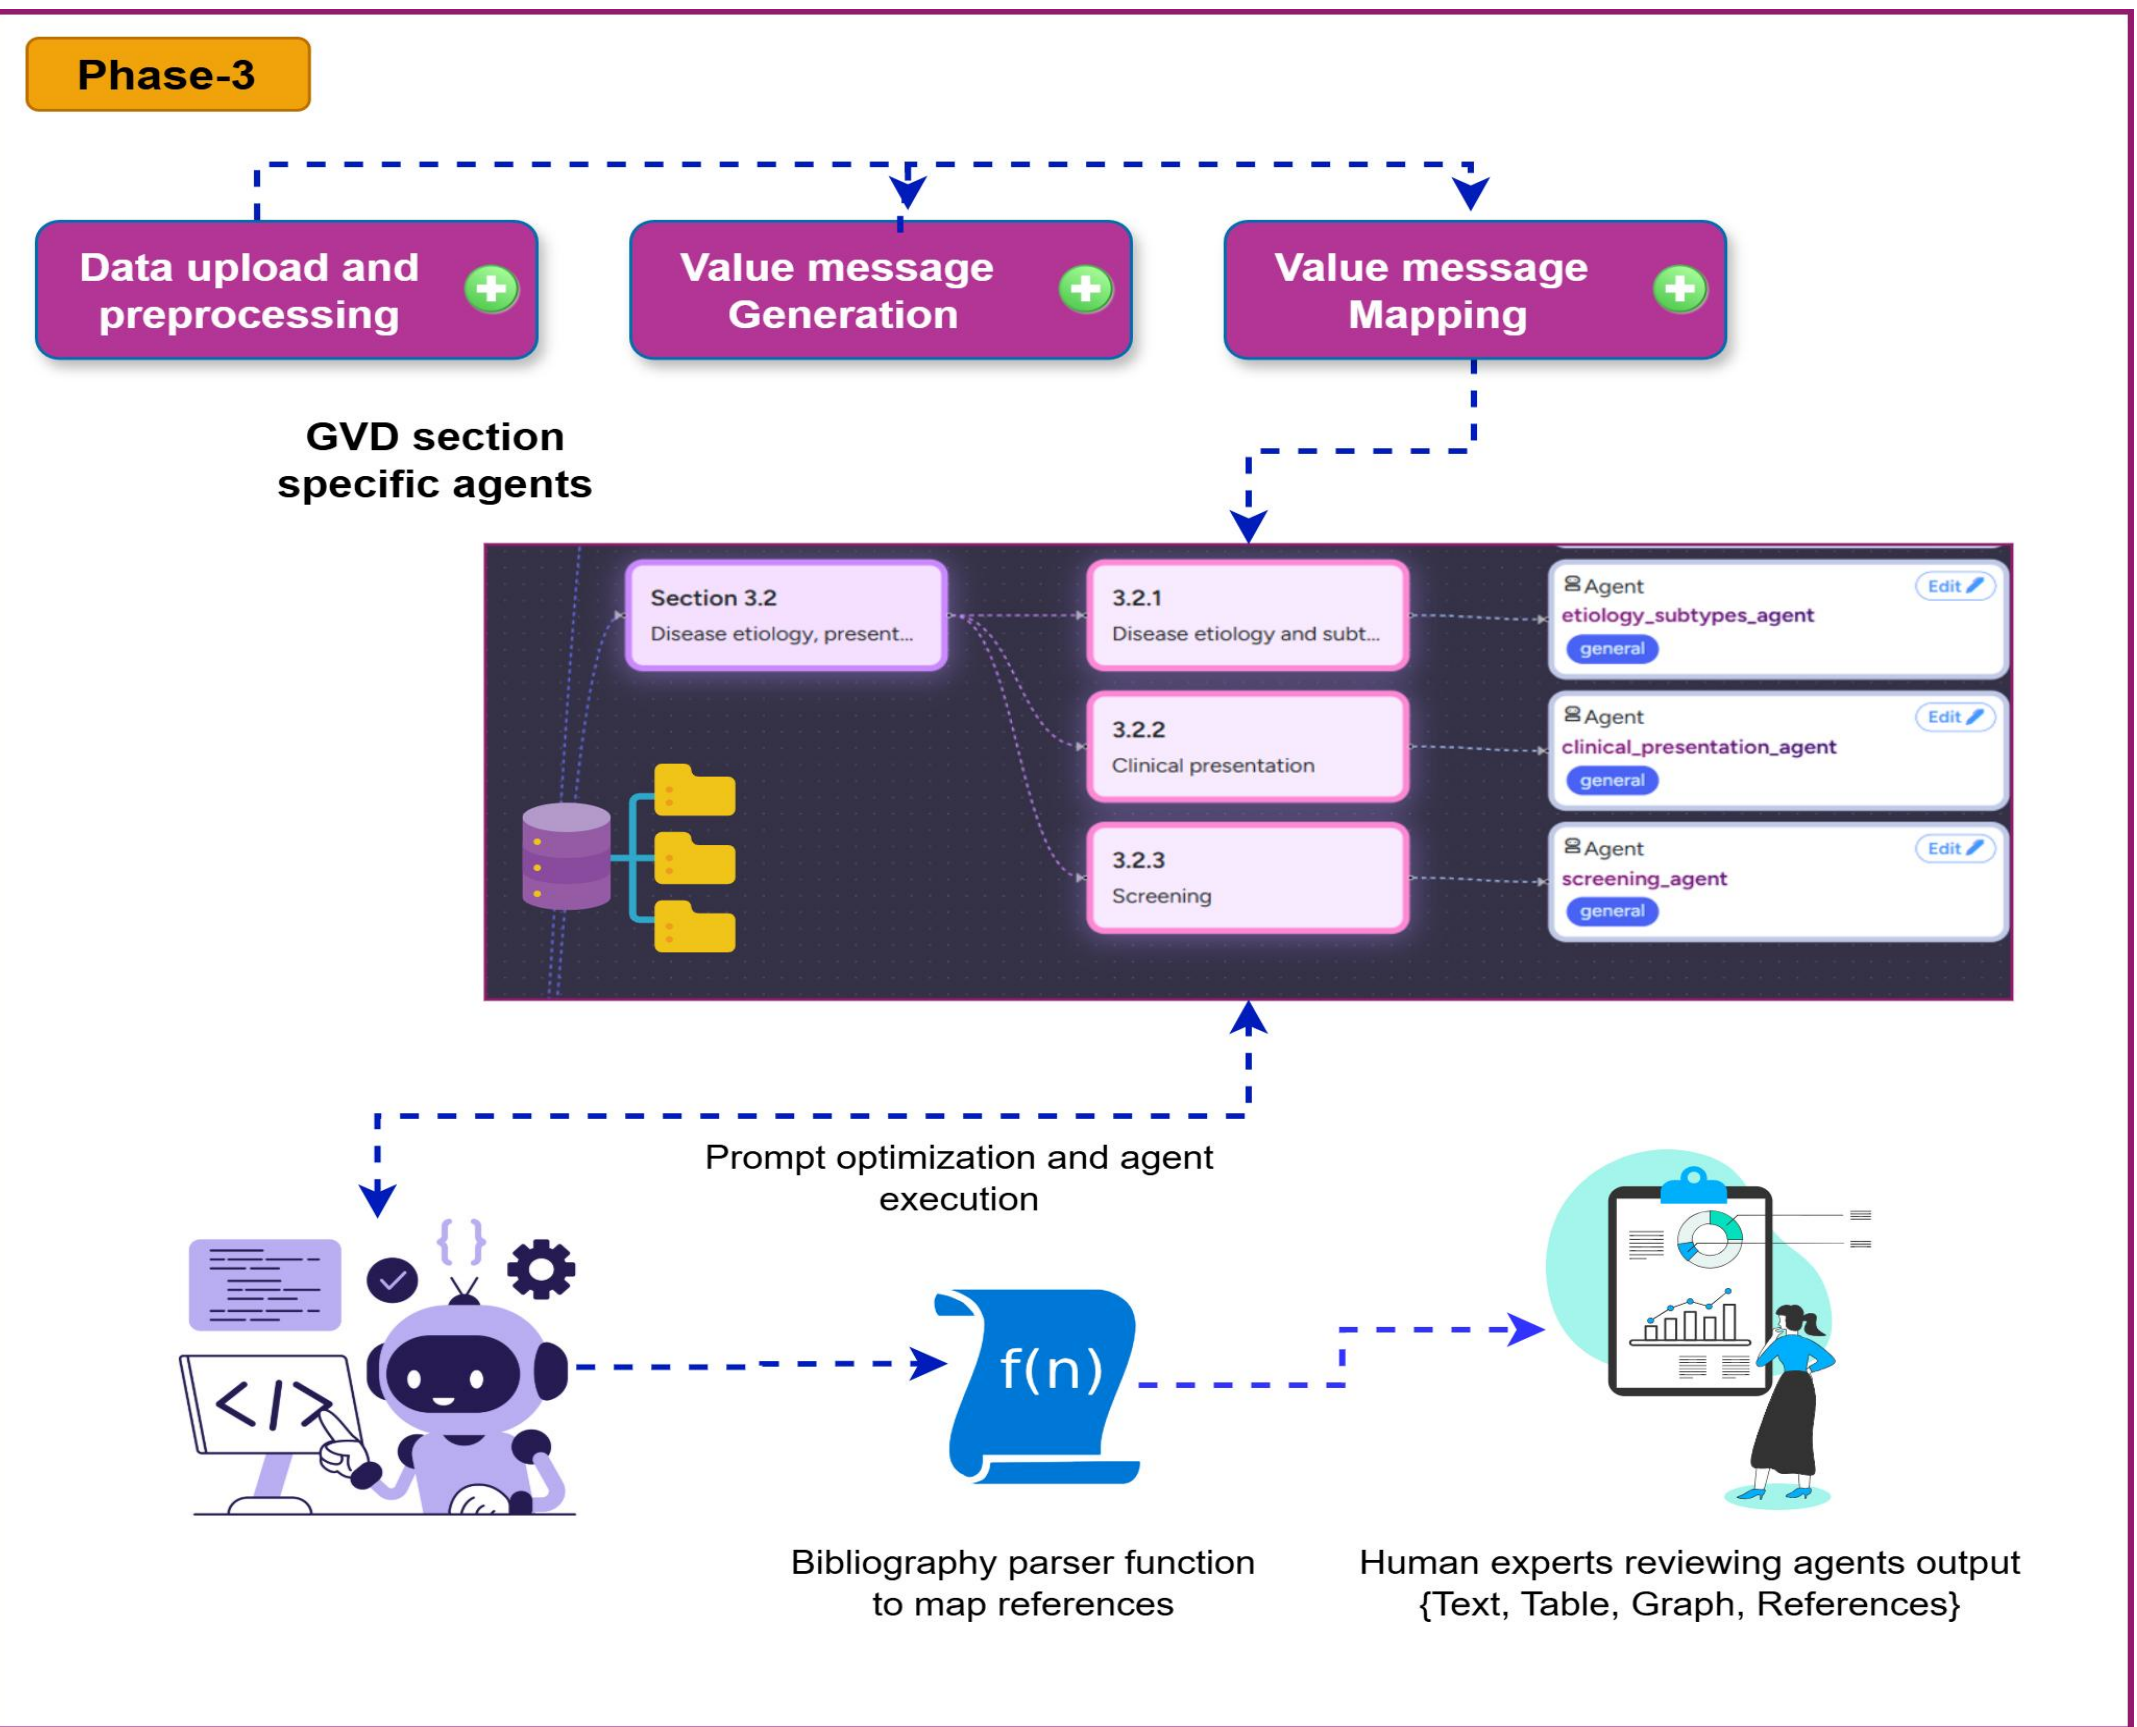 Phase-3
Data upload and
preprocessing
Value message
Generation
Value message
Mapping
GVD section
specific agents
Section 3.2
Disease etiology, present...
3.2.1
Disease etiology and subt...
Agent
Edit
etiology_subtypes_agent
general
3.2.2
Clinical presentation
Agent
Edit
clinical_presentation_agent
general
3.2.3
Screening
Agent
Edit
screening_agent
general
Prompt optimization and agent
execution
{ }
</>
f(n)
Bibliography parser function
to map references
Human experts reviewing agents output
{Text, Table, Graph, References}